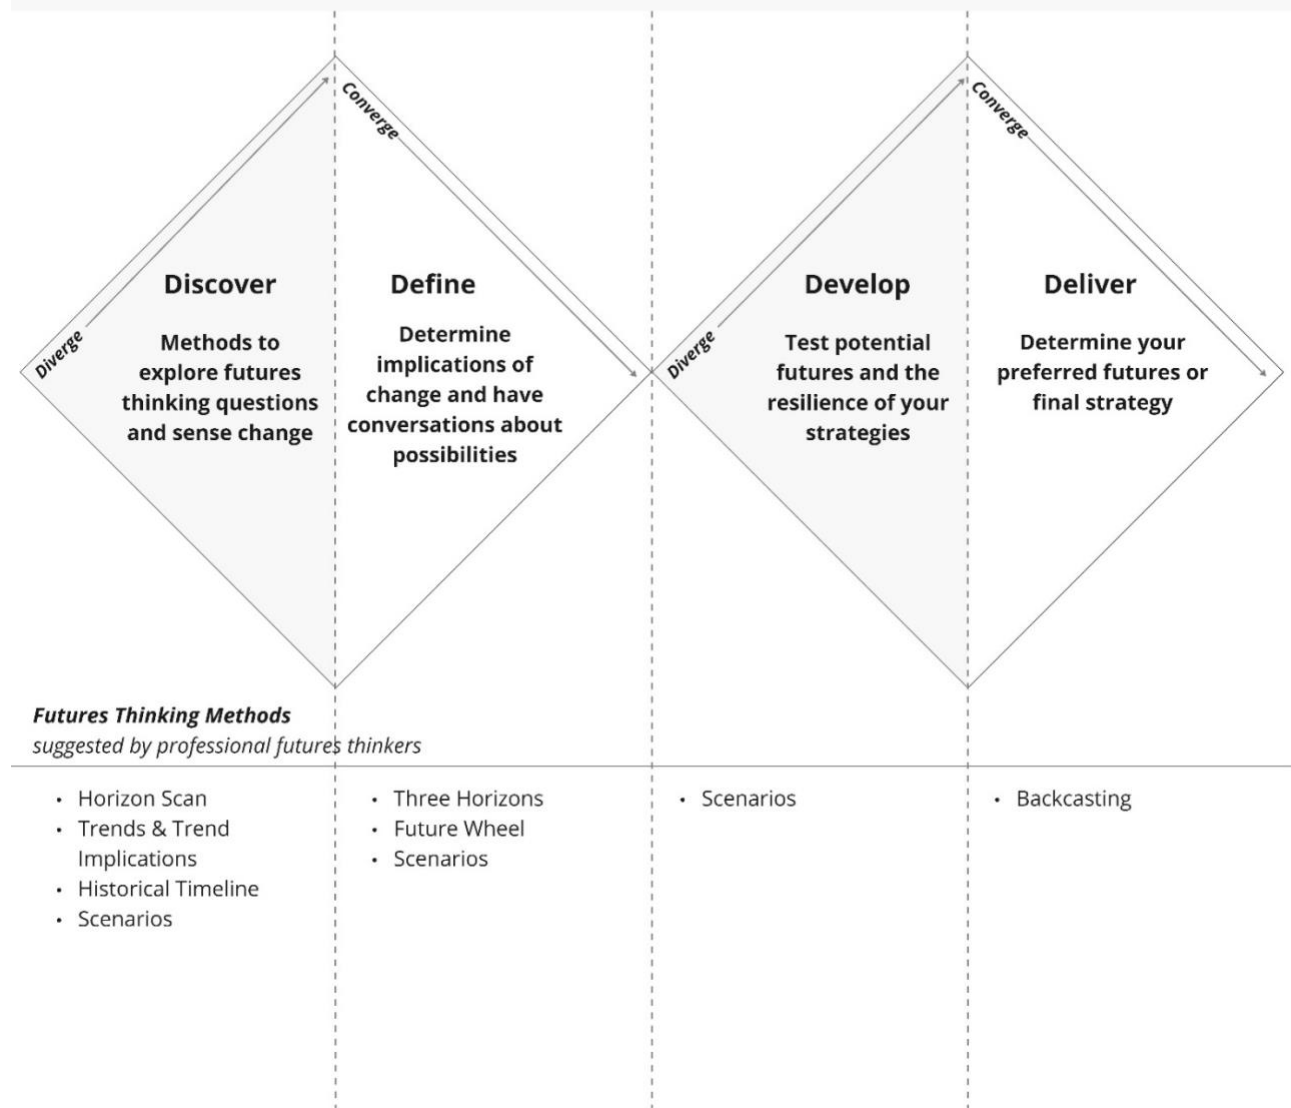 Diverge
Converge
Discover
Methods to
explore futures
thinking questions
and sense change
Define
Determine
implications of
change and have
conversations about
possibilities
Diverge
Converge
Develop
Test potential
futures and the
resilience of your
strategies
Deliver
Determine your
preferred futures or
final strategy
Futures Thinking Methods
suggested by professional futures thinkers
• Horizon Scan
• Trends & Trend
Implications
• Historical Timeline
• Scenarios
• Three Horizons
• Future Wheel
• Scenarios
• Scenarios
• Backcasting